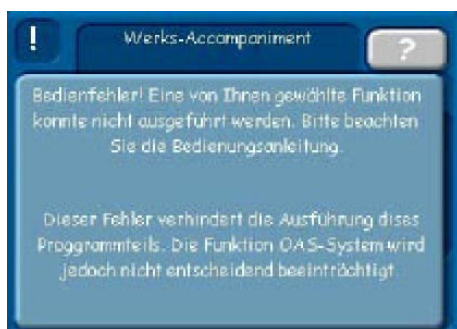 !
Werks-Accompaniment
?
Bedienfehler! Eine von Ihnen gewählte Funktion
konnte nicht ausgeführt werden. Bitte beachten
Sie die Bedienungsanleitung.
Dieser Fehler verhindert die Ausführung dises
Proggrammteils. Die Funktion OAS-System wird
jedoch nicht entscheidend beeinträchtigt.